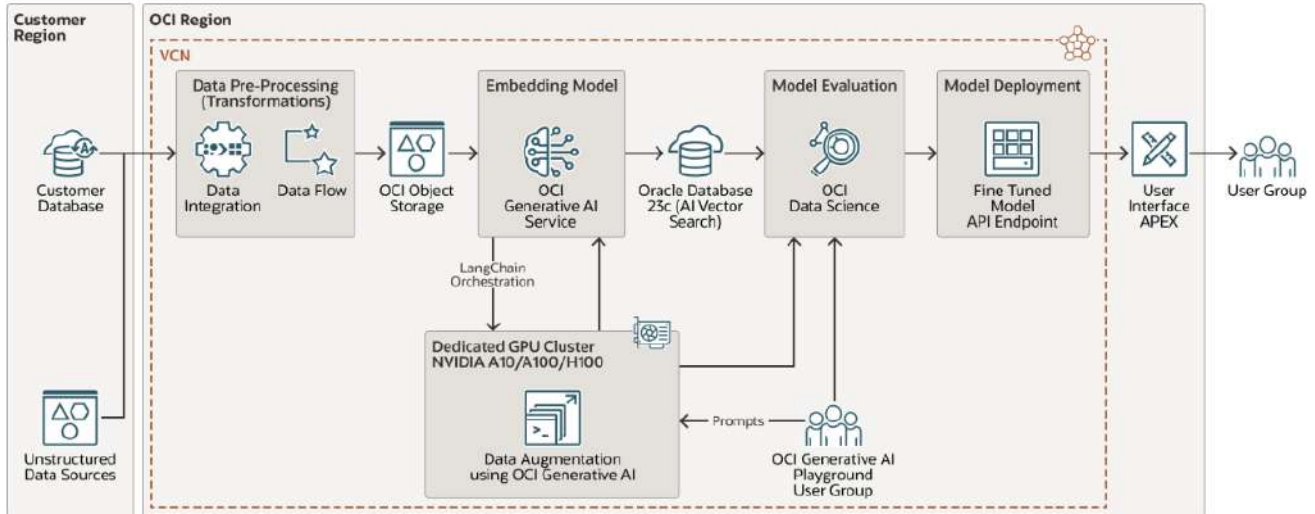 Customer
Region
OCI Region
VCN
Data Pre-Processing
(Transformations)
Embedding Model
Model Evaluation
Model Deployment
Customer
Database
Data
Integration
Data Flow
OCI Object
Storage
OCI
Generative AI
Service
Oracle Database
23c (AI Vector
Search)
OCI
Data Science
Fine Tuned
Model
API Endpoint
User
Interface
APEX
User Group
LangChain
Orchestration
Dedicated GPU Cluster
NVIDIA A10/A100/H100
Prompts
Unstructured
Data Sources
Data Augmentation
using OCI Generative AI
OCI Generative AI
Playground
User Group